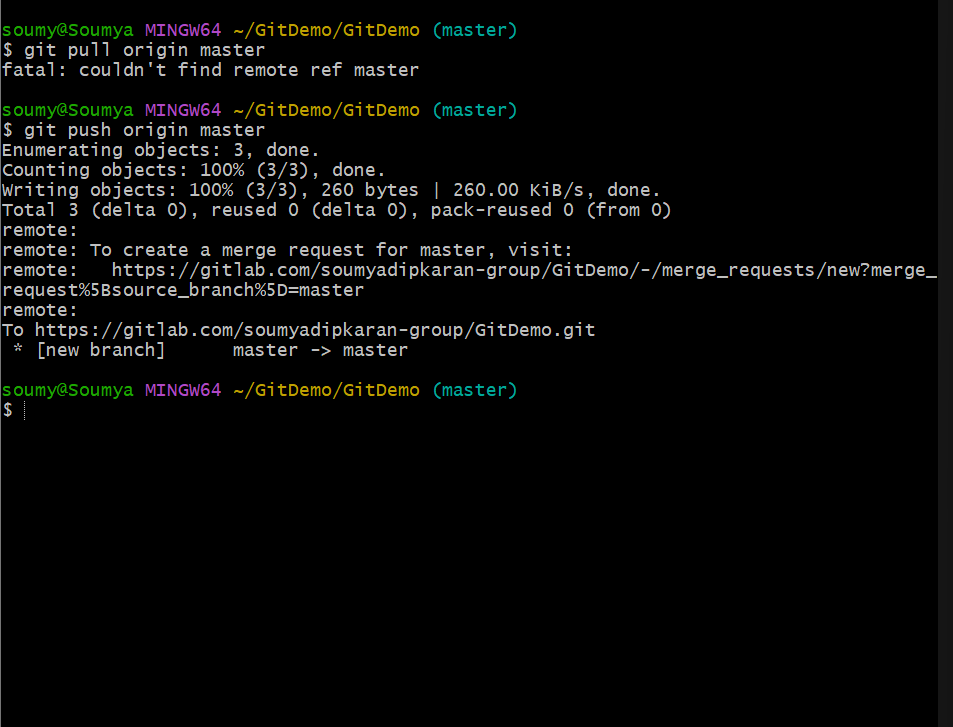 soumy@Soumya MINGW64 ~/GitDemo/GitDemo (master)
$ git pull origin master
fatal: couldn't find remote ref master
soumy@Soumya MINGW64 ~/GitDemo/GitDemo (master)
$ git push origin master
Enumerating objects: 3, done.
Counting objects: 100% (3/3), done.
Writing objects: 100% (3/3), 260 bytes | 260.00 KiB/s, done.
Total 3 (delta 0), reused 0 (delta 0), pack-reused 0 (from 0)
remote:
remote: To create a merge request for master, visit:
remote:   https://gitlab.com/soumyadipkaran-group/GitDemo/-/merge_requests/new?merge_
request%5Bsource_branch%5D=master
remote:
To https://gitlab.com/soumyadipkaran-group/GitDemo.git
 * [new branch]      master -> master
soumy@Soumya MINGW64 ~/GitDemo/GitDemo (master)
$